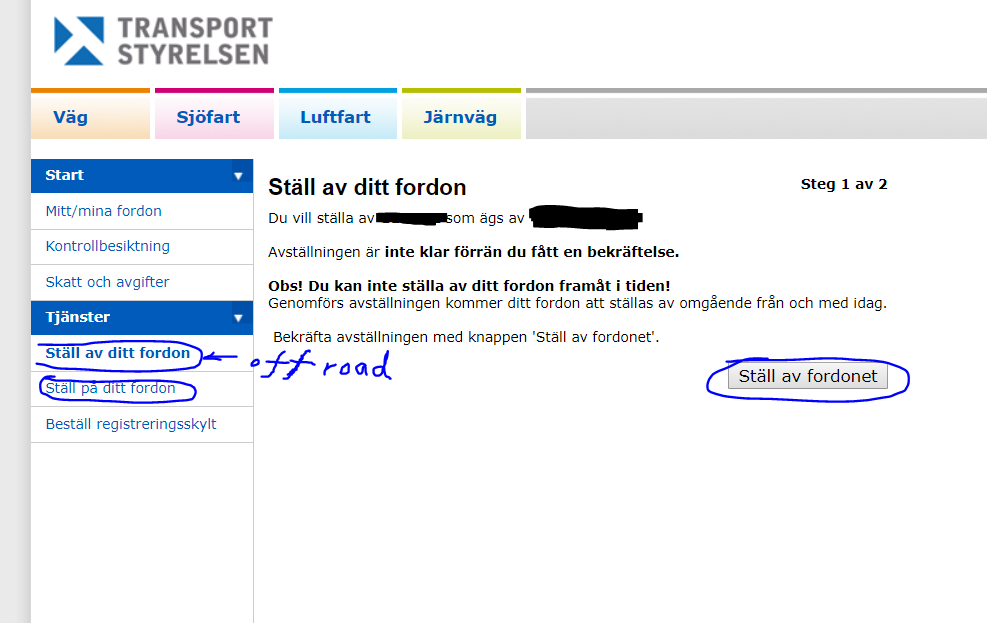 TRANSPORT
STYRELSEN
Väg
Sjöfart
Luftfart
Järnväg
Start
Mitt/mina fordon
Kontrollbesiktning
Skatt och avgifter
Tjänster
Ställ av ditt fordon
Ställ på ditt fordon
Beställ registreringsskylt
off road
Ställ av ditt fordon
Steg 1 av 2
Du vill ställa av som ägs av
Avställningen är inte klar förrän du fått en bekräftelse.
Obs! Du kan inte ställa av ditt fordon framåt i tiden!
Genomförs avställningen kommer ditt fordon att ställas av omgående från och med idag.
Bekräfta avställningen med knappen 'Ställ av fordonet'.
Ställ av fordonet